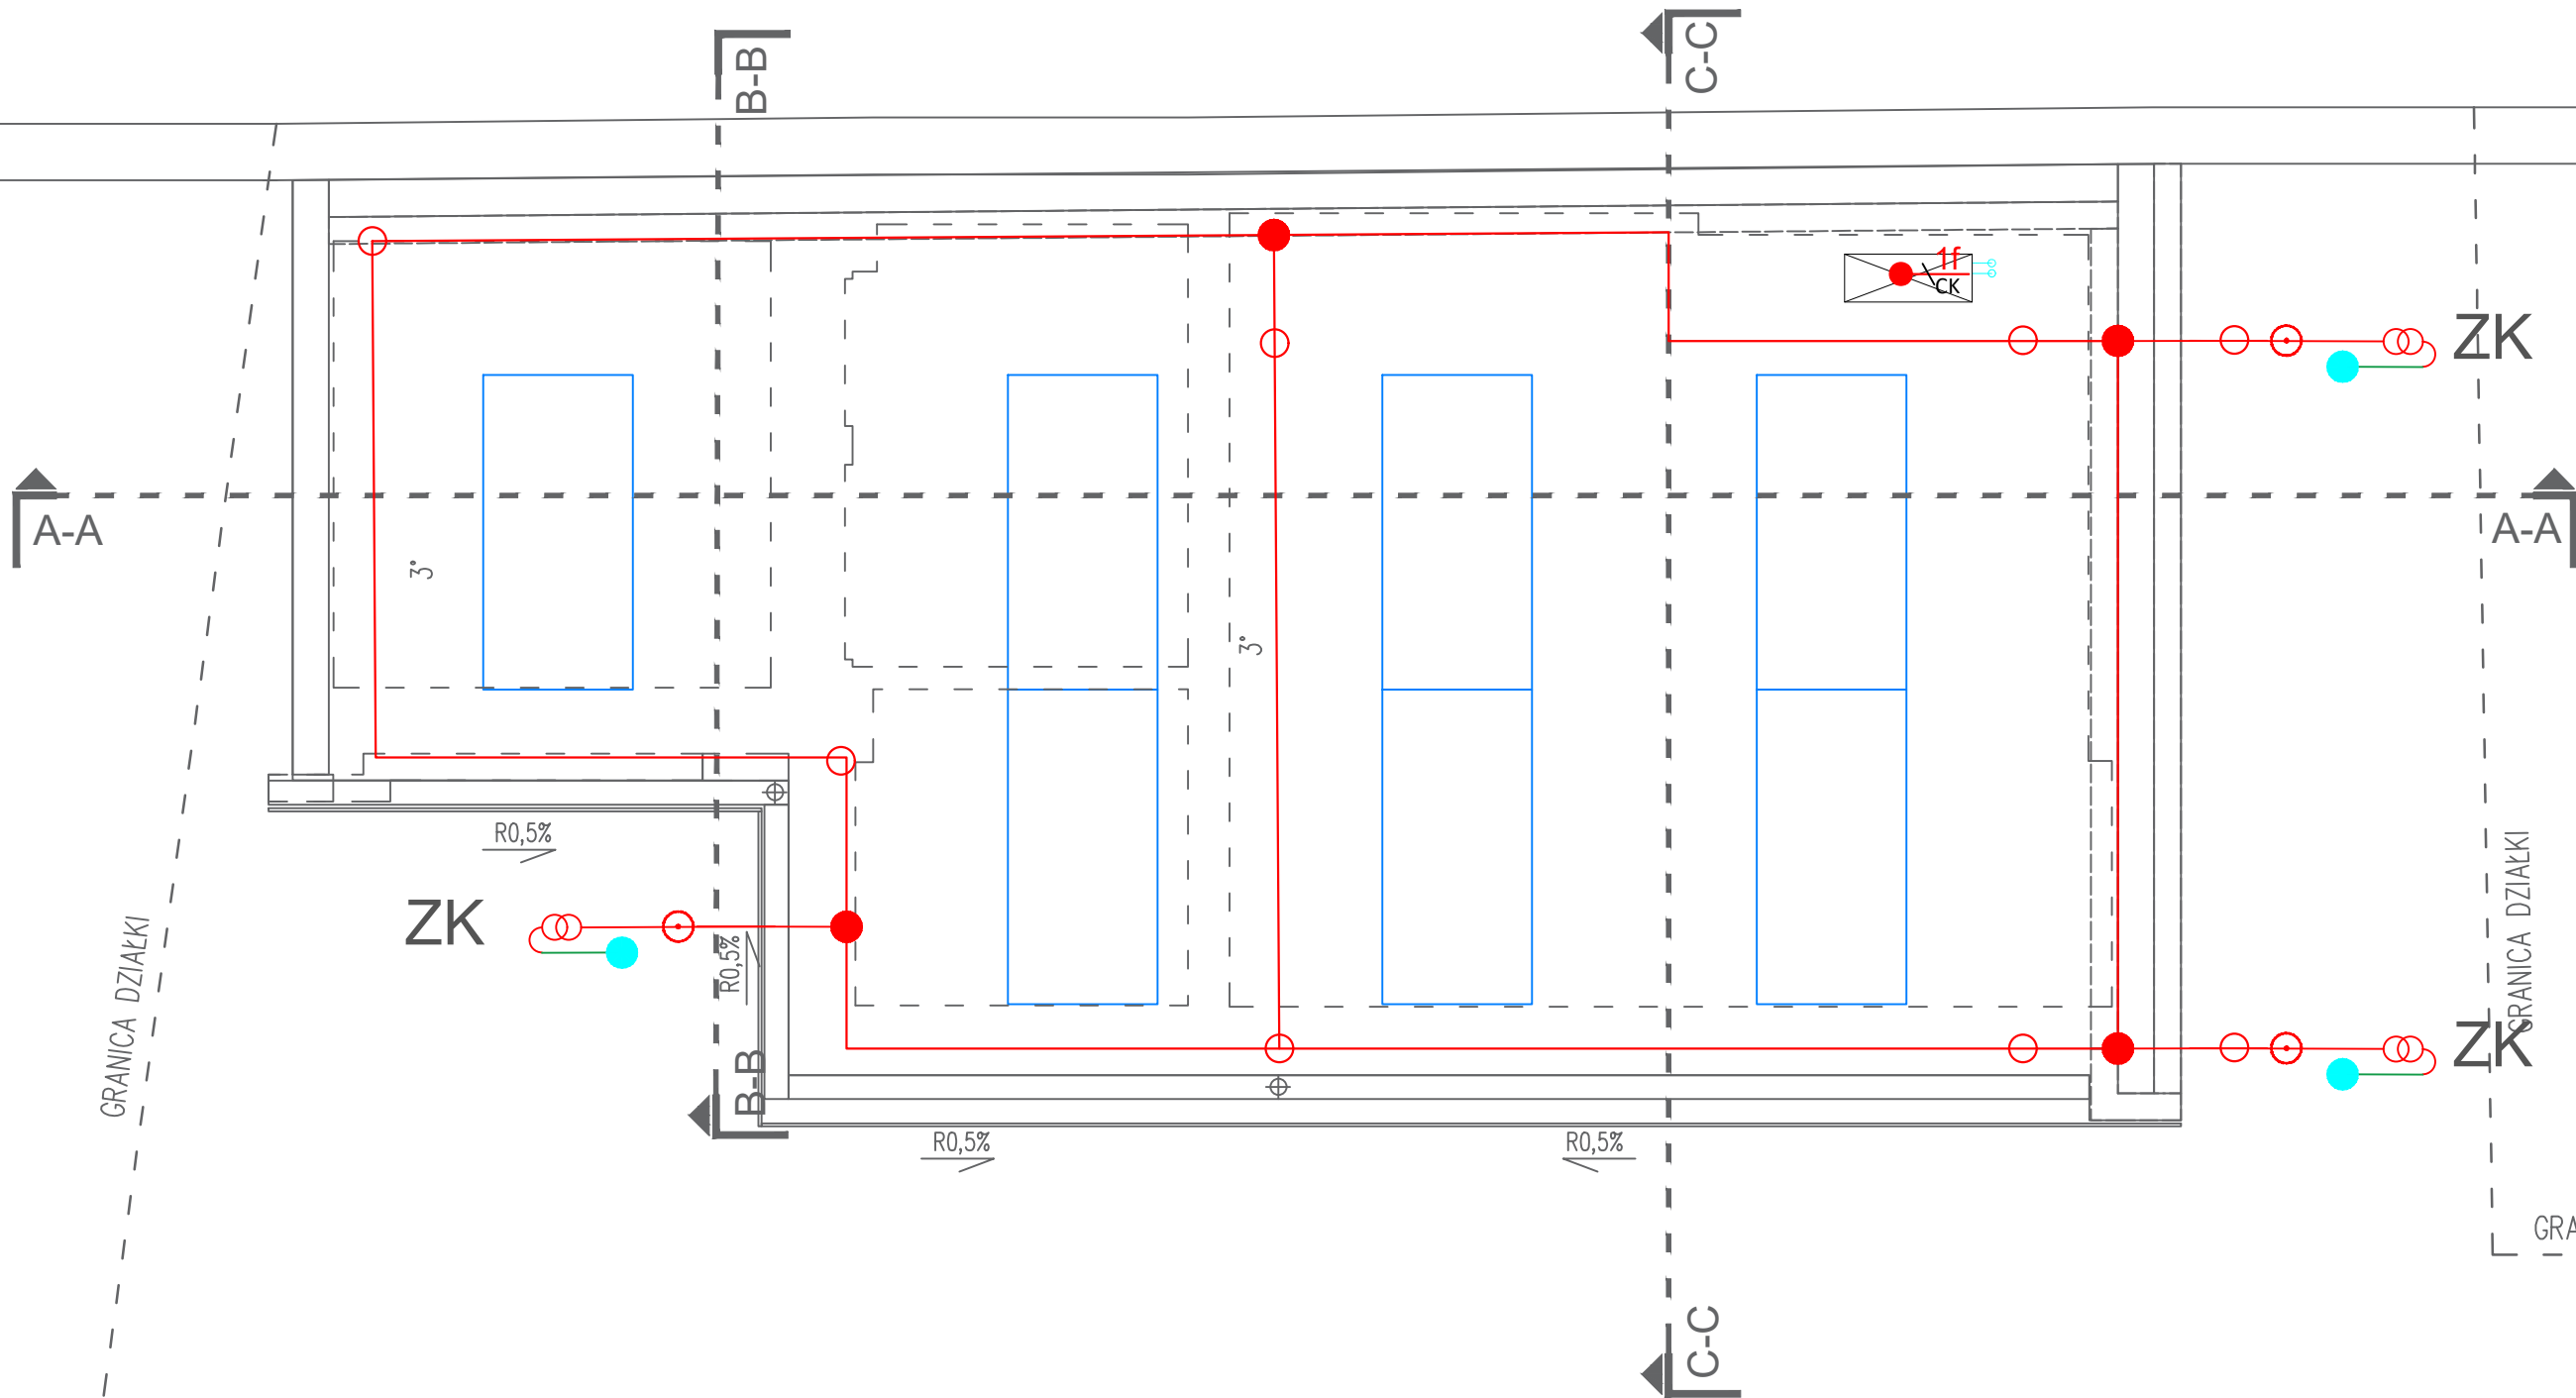 B-B
C-C
1f
CK
ZK
A-A
A-A
3°
3°
R0,5%
GRANICA DZIAŁKI
ZK
R0,5%
GRANICA DZIAŁKI
ZK
B-B
R0,5%
R0,5%
GRA
C-C